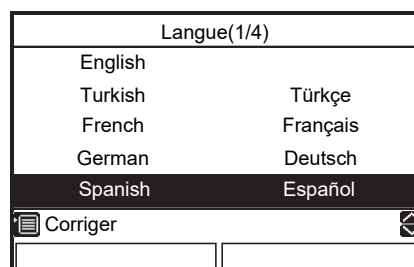 Langue(1/4)
English
Turkish Türkçe
French Français
German Deutsch
Spanish Español
Corriger